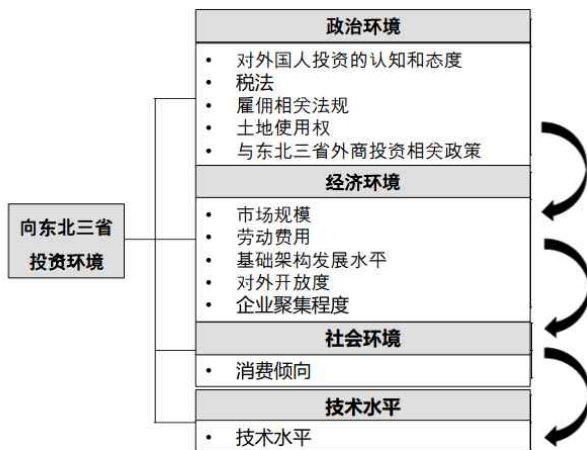 政治环境
• 对外国人投资的认知和态度
• 税法
• 雇佣相关法规
• 土地使用权
• 与东北三省外商投资相关政策
经济环境
• 市场规模
• 劳动费用
• 基础架构发展水平
• 对外开放度
• 企业聚集程度
向东北三省
投资环境
社会环境
• 消费倾向
技术水平
• 技术水平